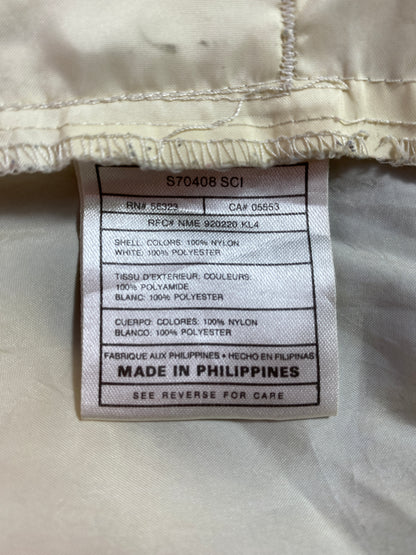 S70408 SCI
RN# 56323 CA# 05553
RFC# NME 920220 KL4
SHELL: COLORS: 100% NYLON
WHITE: 100% POLYESTER
TISSU D'EXTERIEUR: COULEURS:
100% POLYAMIDE
BLANC: 100% POLYESTER
CUERPO: COLORES: 100% NYLON
BLANCO: 100% POLYESTER
FABRIQUE AUX PHILIPPINES • HECHO EN FILIPINAS
MADE IN PHILIPPINES
SEE REVERSE FOR CARE